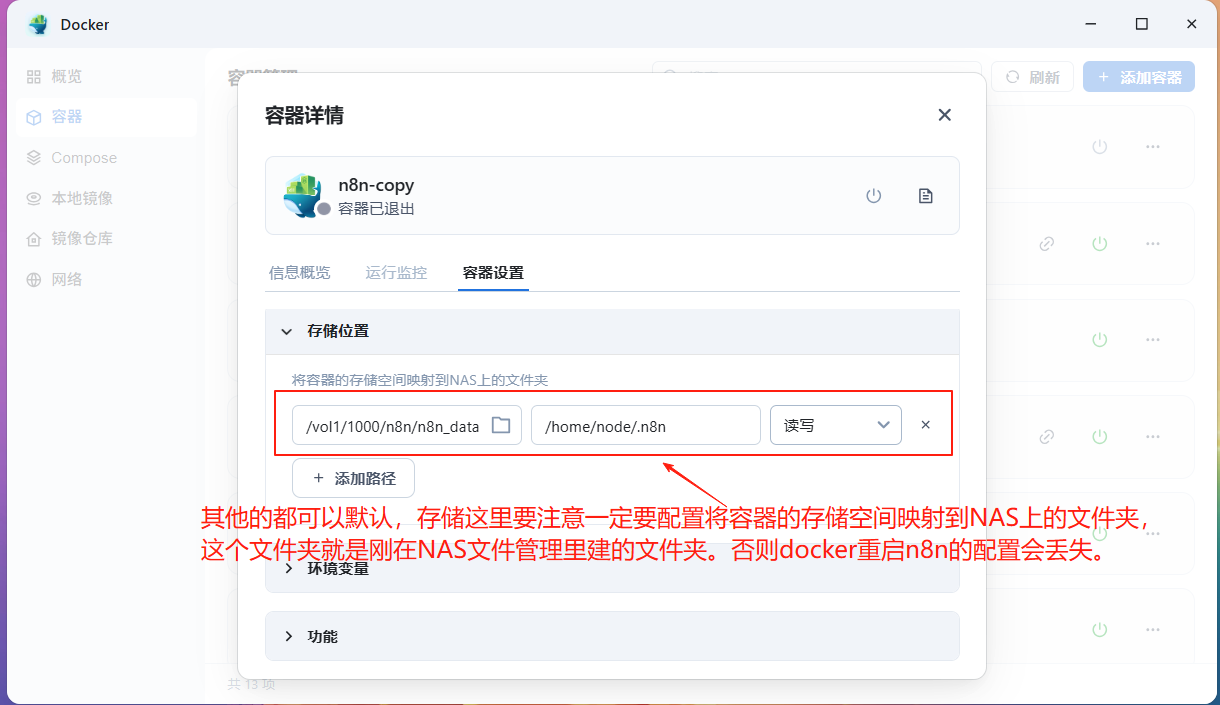 Docker
概览
容器
Compose
本地镜像
镜像仓库
网络
容器管理
刷新
+ 添加容器
容器详情
n8n-copy
容器已退出
信息概览
运行监控
容器设置
存储位置
将容器的存储空间映射到NAS上的文件夹
/vol1/1000/n8n/n8n_data
/home/node/.n8n
读写
+ 添加路径
其他的都可以默认，存储这里要注意一定要配置将容器的存储空间映射到NAS上的文件夹，
这个文件夹就是刚在NAS文件管理里建的文件夹。否则docker重启n8n的配置会丢失。
环境变量
功能
共 13 项